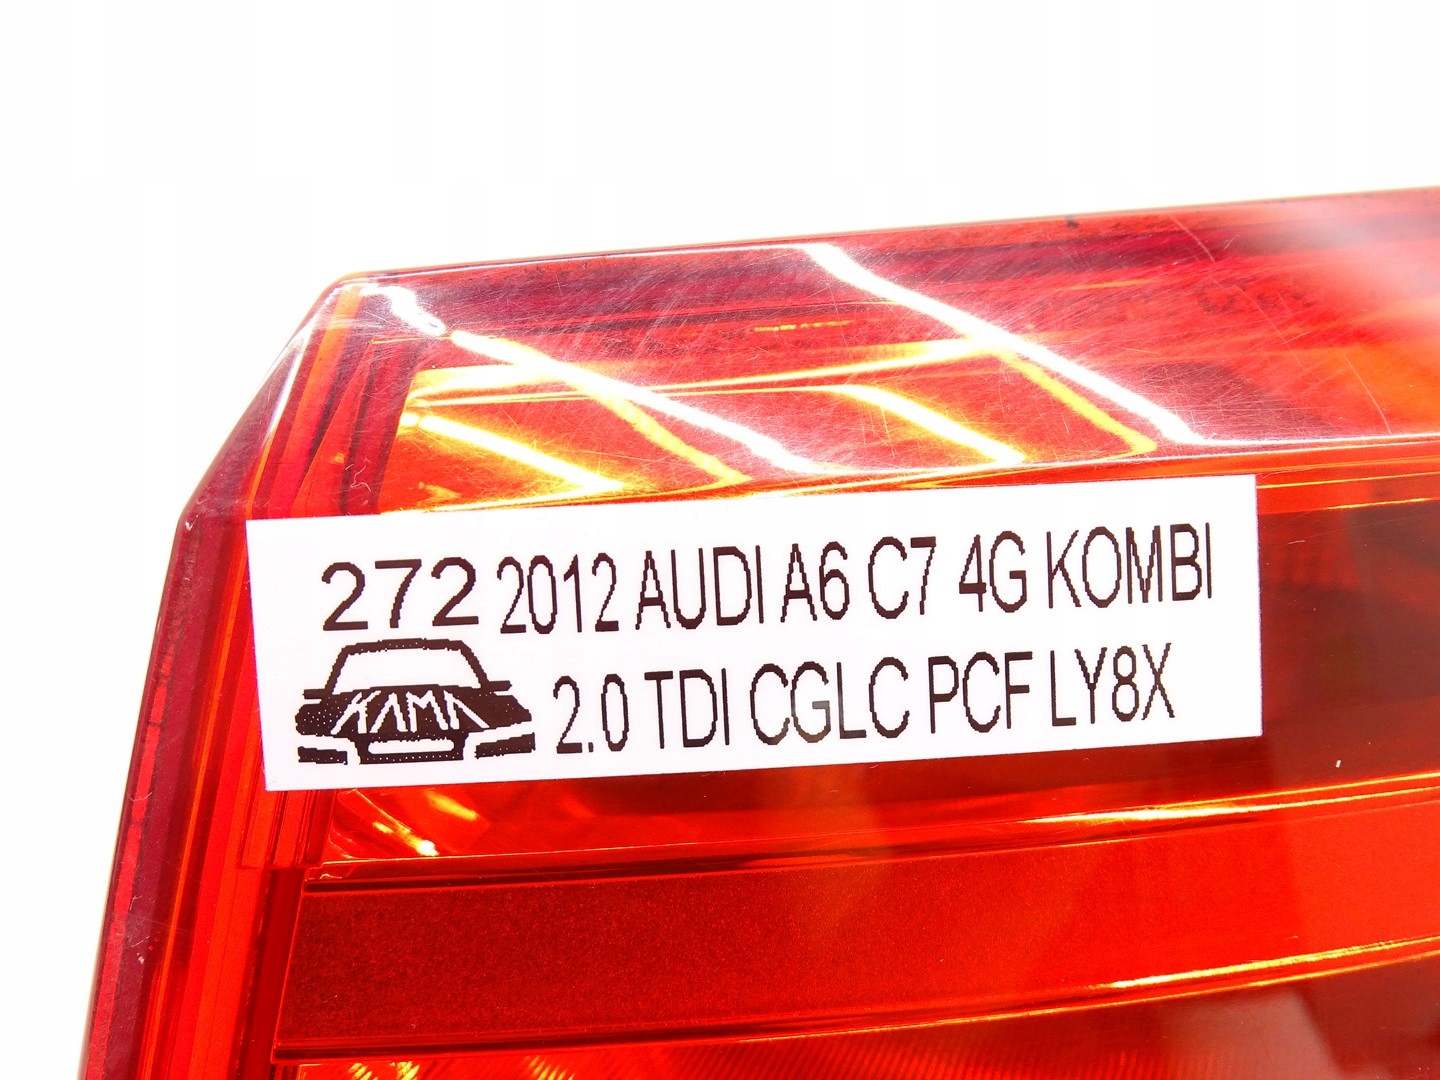 272 2012 AUDI A6 C7 4G KOMBI
KAMA
2.0 TDI CGLC PCF LY8X